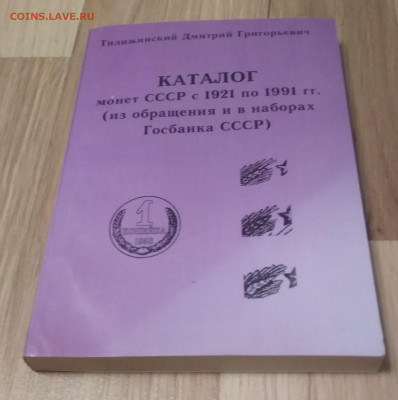 COINS.LAVE.RU
Тилижинский Дмитрий Григорьевич
КАТАЛОГ
монет СССР с 1921 по 1991 гг.
(из обращения и в наборах
Госбанка СССР)
1
КОПЕЙКА